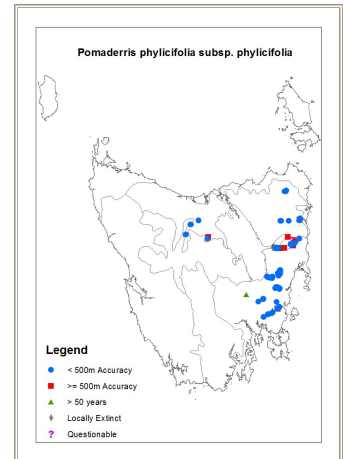 Pomaderris phylicifolia subsp. phylicifolia
Legend
< 500m Accuracy
>= 500m Accuracy
> 50 years
Locally Extinct
? Questionable